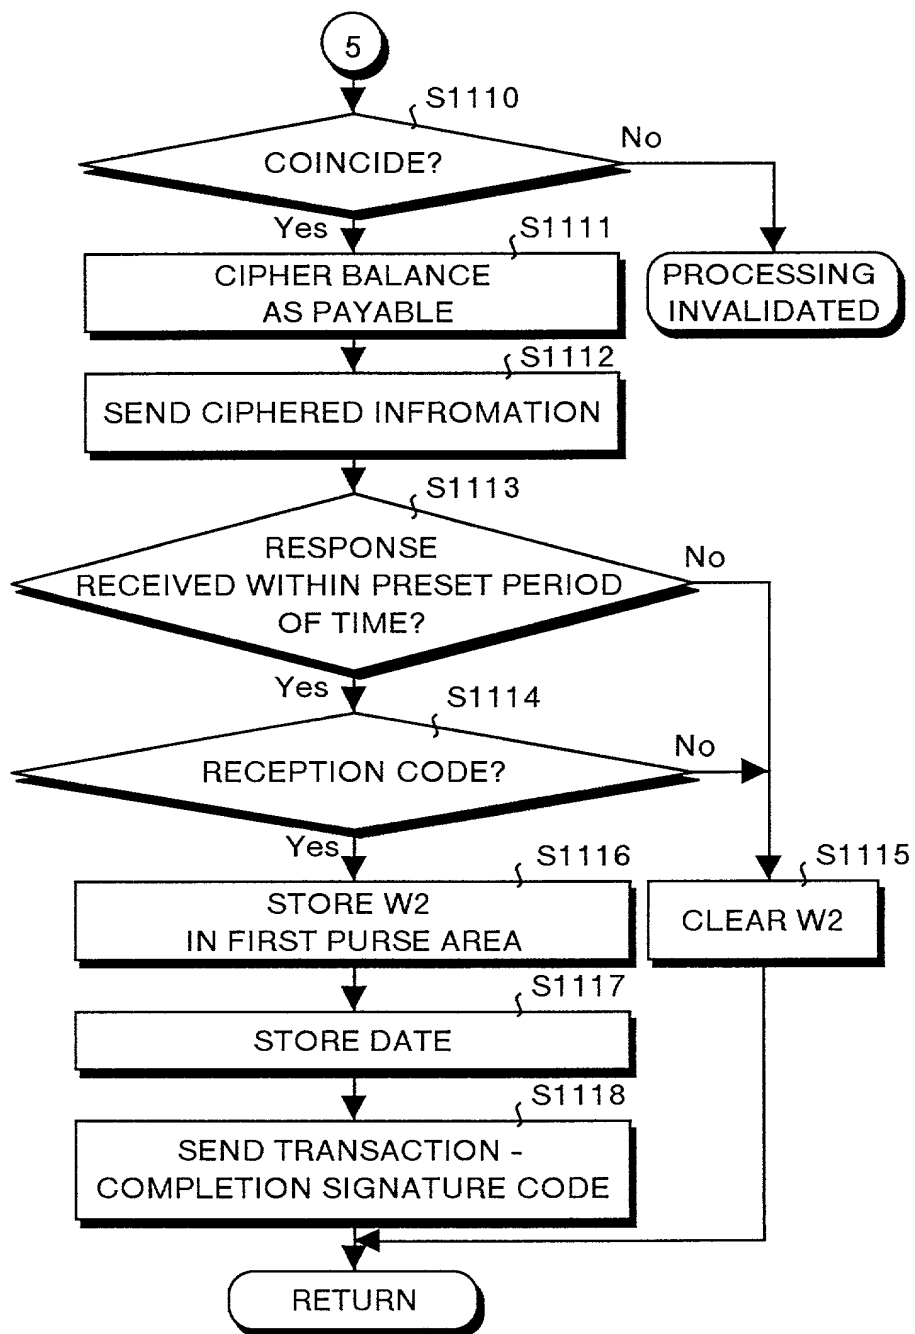 5
S1110
COINCIDE?
No
Yes
S1111
CIPHER BALANCE
AS PAYABLE
PROCESSING
INVALIDATED
S1112
SEND CIPHERED INFROMATION
S1113
RESPONSE
RECEIVED WITHIN PRESET PERIOD
OF TIME?
No
Yes
S1114
RECEPTION CODE?
No
Yes
S1116
STORE W2
IN FIRST PURSE AREA
S1115
CLEAR W2
S1117
STORE DATE
S1118
SEND TRANSACTION -
COMPLETION SIGNATURE CODE
RETURN